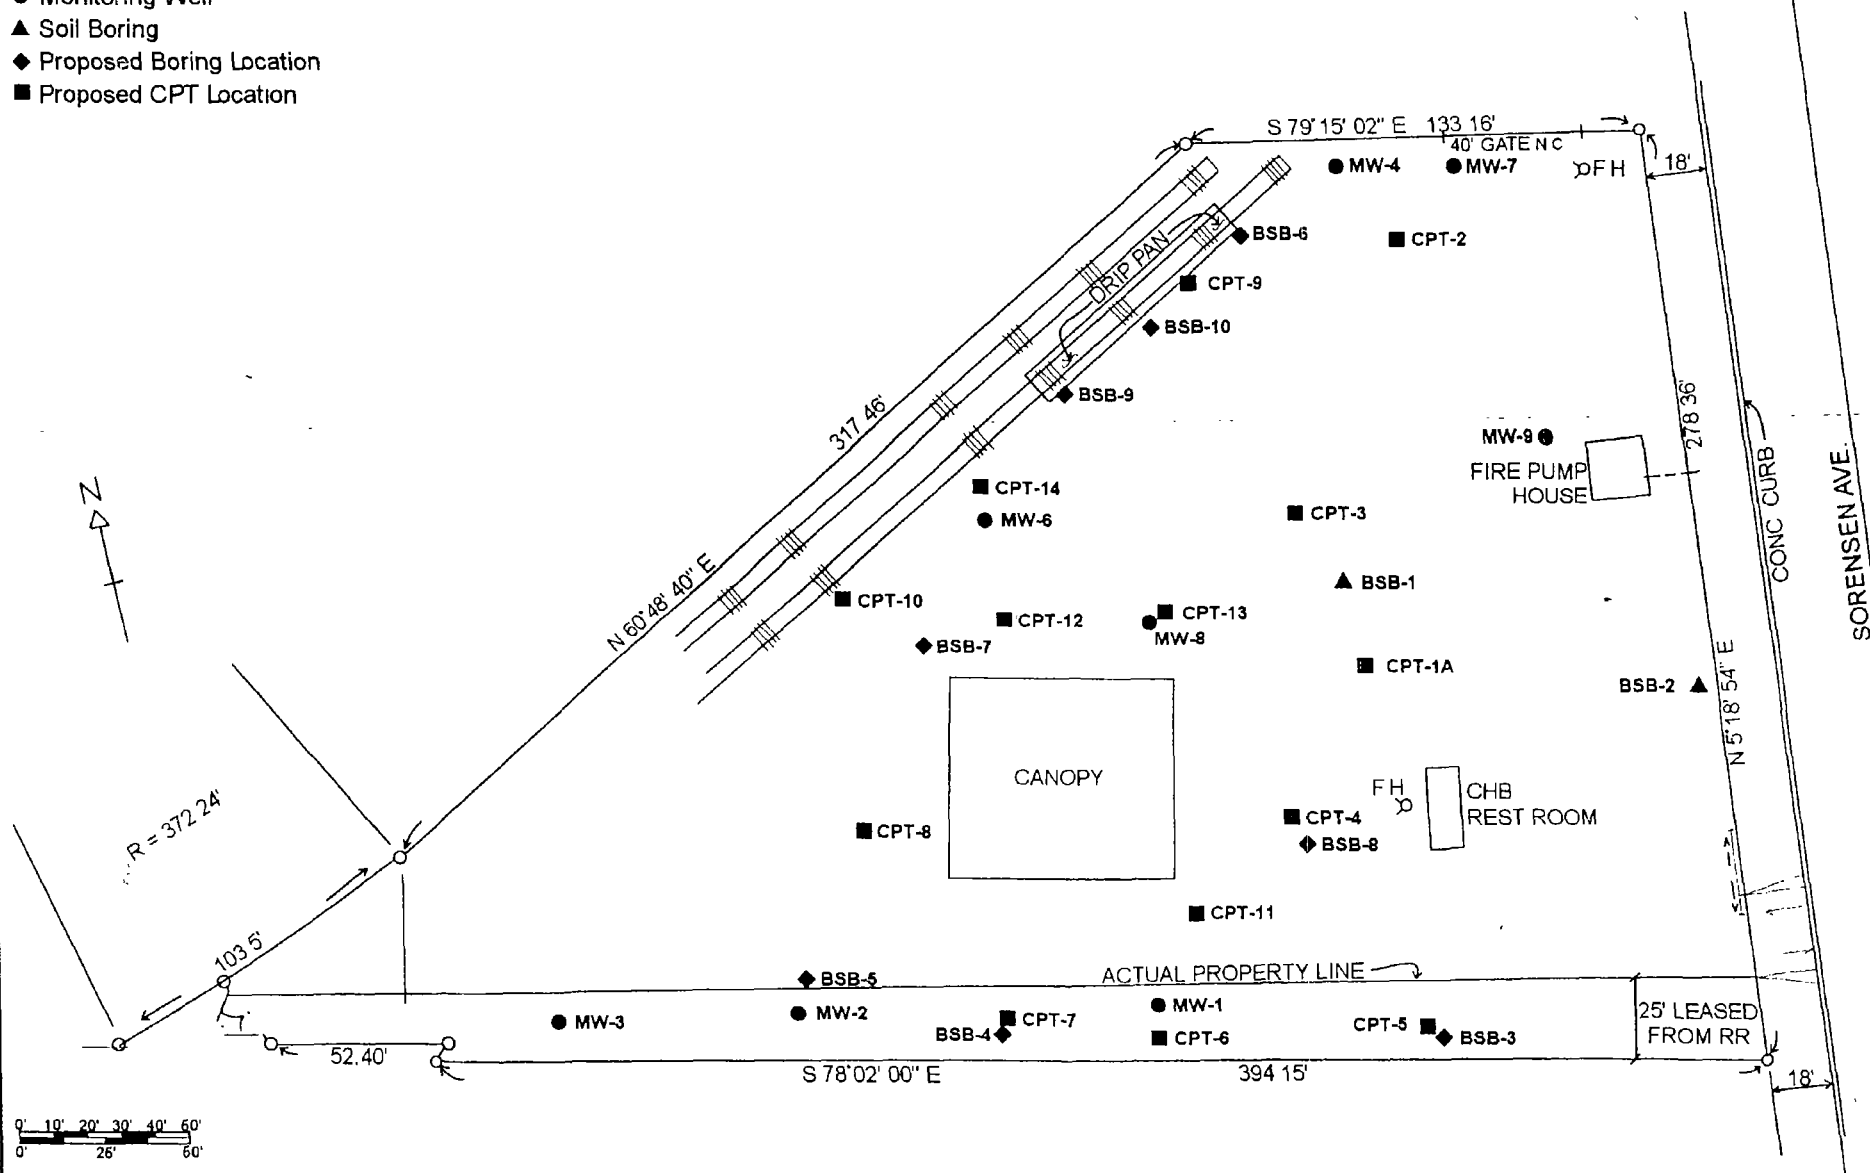 Monitoring Well
Soil Boring
Proposed Boring Location
Proposed CPT Location
S 79° 15' 02" E 133 16'
40' GATE N C
MW-4
MW-7
F H
18'
BSB-6
CPT-2
DRIP PAN
CPT-9
BSB-10
BSB-9
317 46'
278 36'
MW-9
FIRE PUMP
HOUSE
CONC CURB
SORENSEN AVE.
N
CPT-14
MW-6
CPT-3
N 60° 48' 40" E
BSB-1
CPT-10
CPT-12
CPT-13
MW-8
BSB-7
CPT-1A
BSB-2
N 5° 18' 54" E
CANOPY
F H
CHB
REST ROOM
R = 372 24'
CPT-8
CPT-4
BSB-8
CPT-11
103 5'
BSB-5
ACTUAL PROPERTY LINE
MW-3
MW-2
CPT-7
BSB-4
MW-1
CPT-6
CPT-5
BSB-3
25' LEASED
FROM RR
52.40'
S 78° 02' 00" E
394 15'
18'
0' 10' 20' 30' 40'
0'